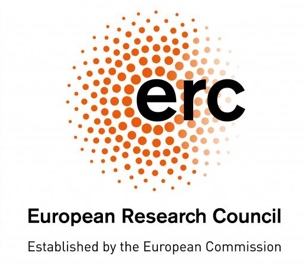 erc
European Research Council
Established by the European Commission